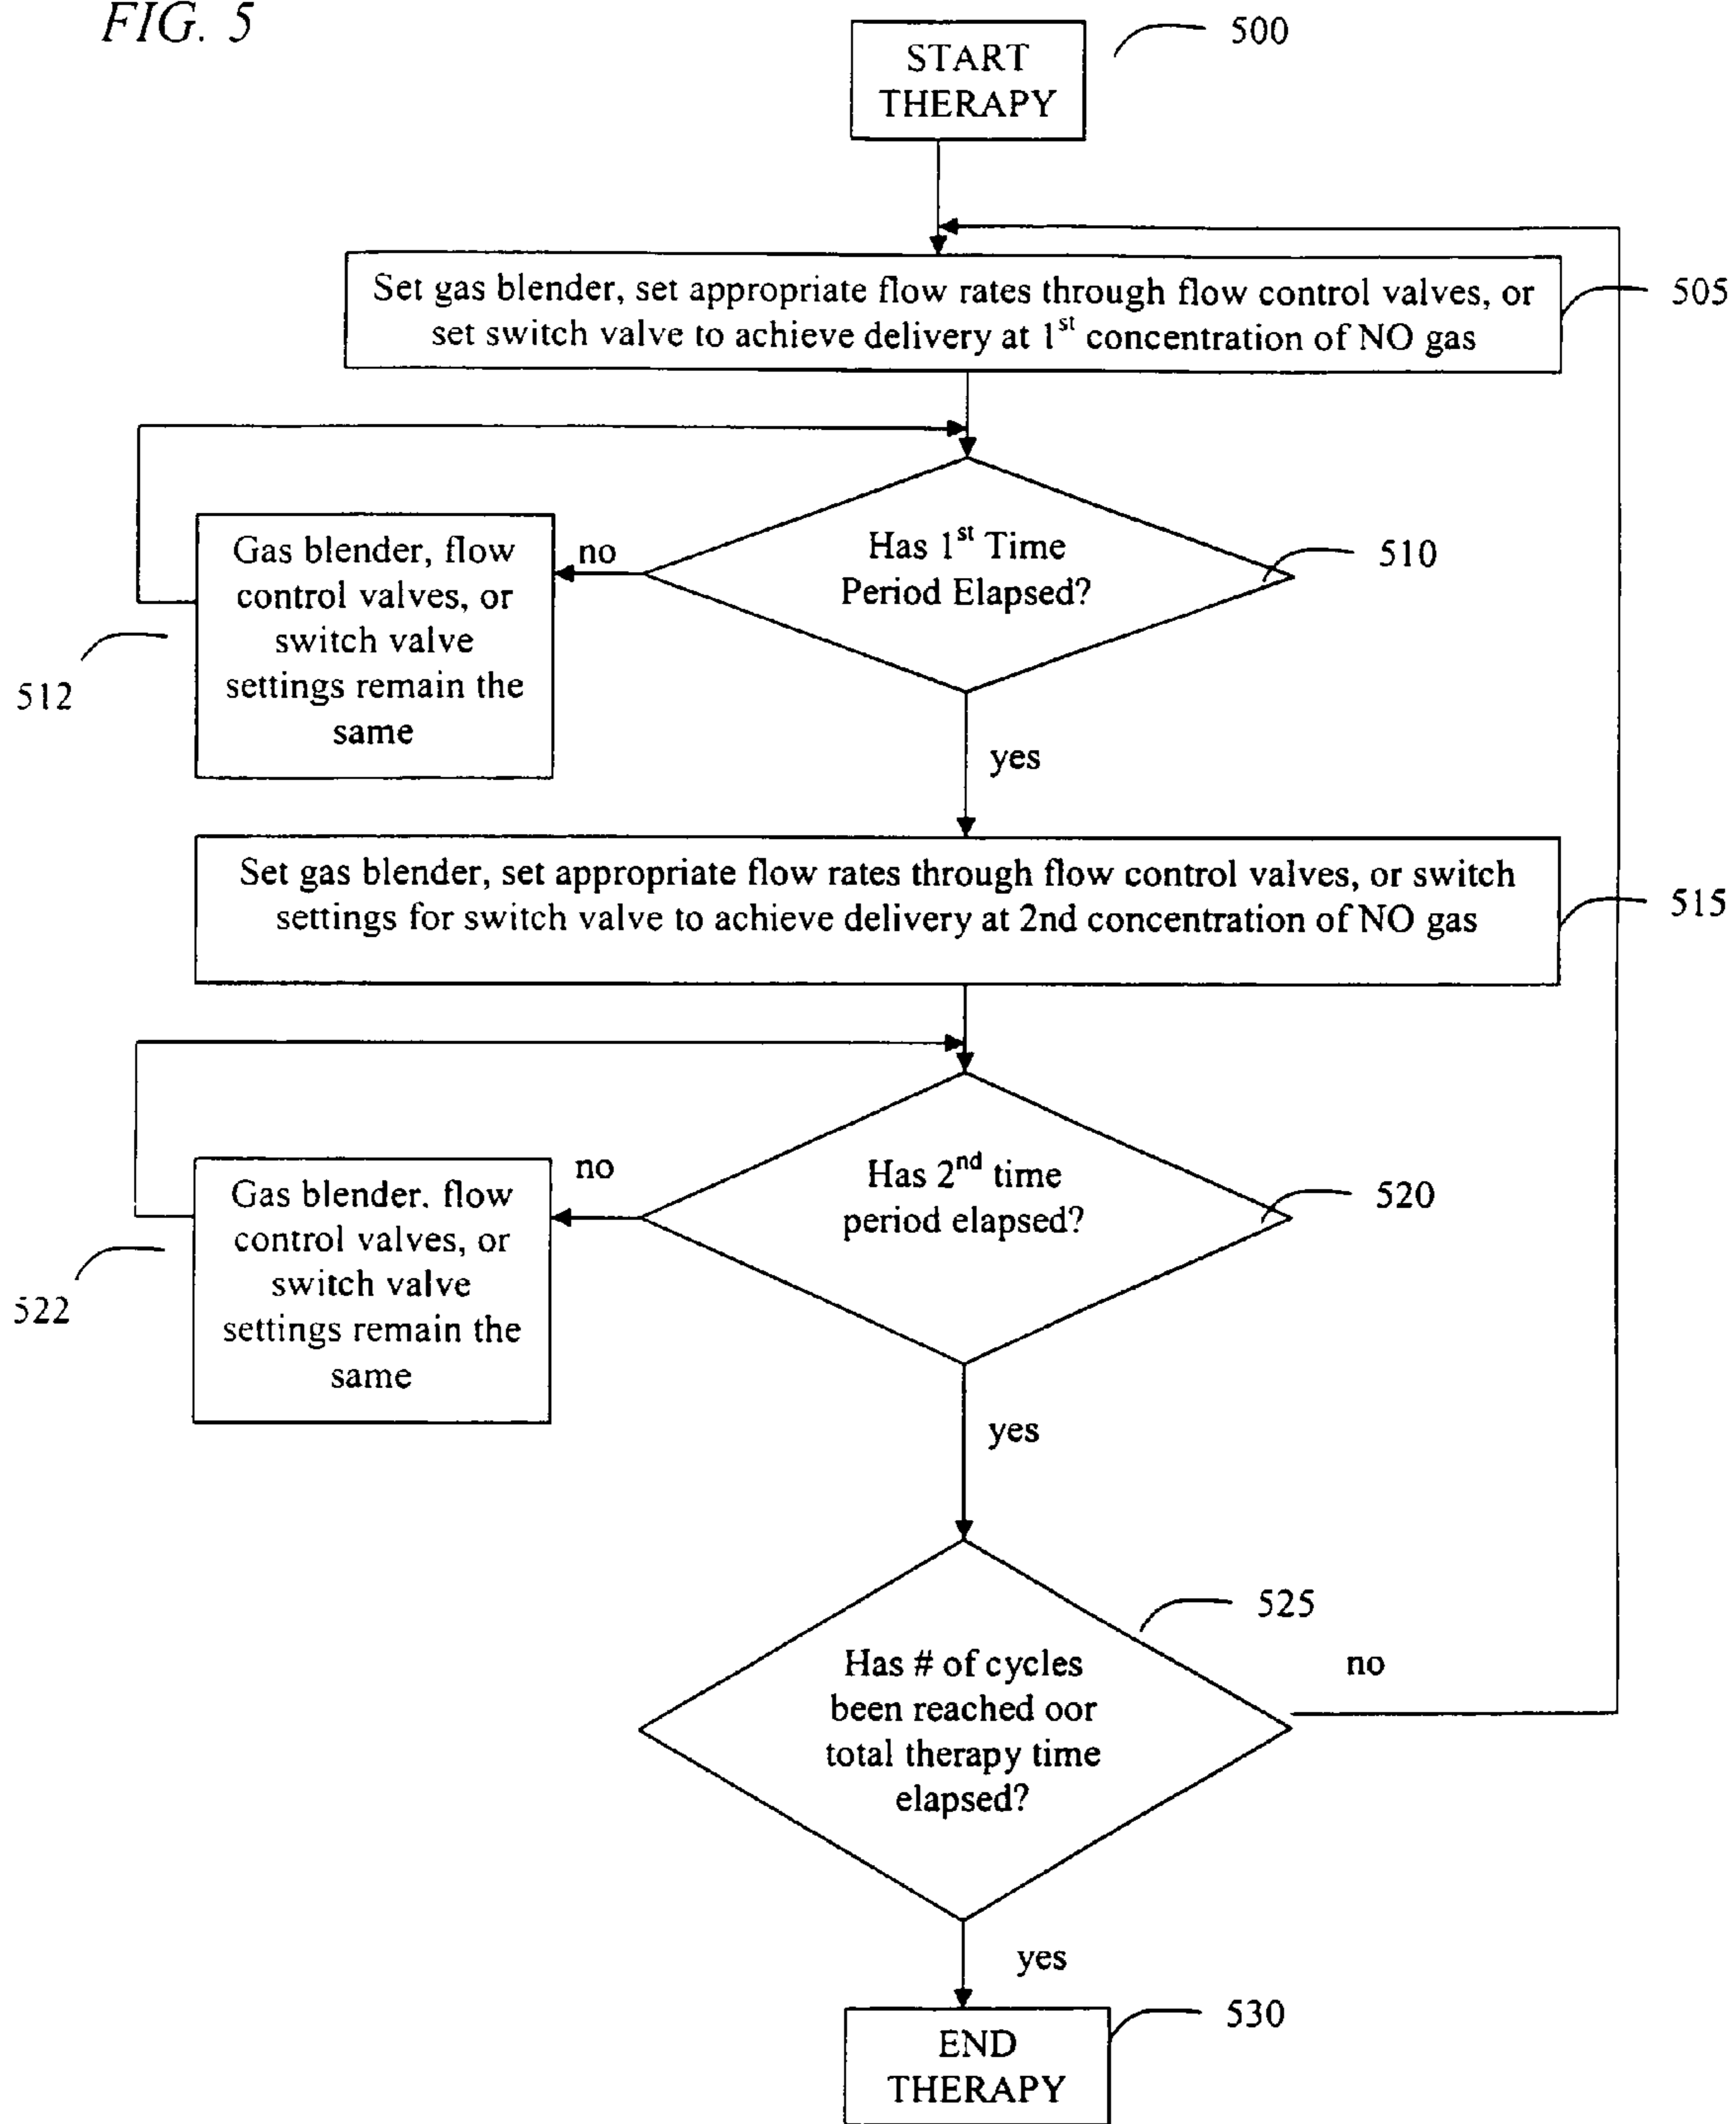 FIG. 5
START
THERAPY
500
Set gas blender, set appropriate flow rates through flow control valves, or
set switch valve to achieve delivery at 1st concentration of NO gas
505
Has 1st Time
Period Elapsed?
510
no
Gas blender, flow
control valves, or
switch valve
settings remain the
same
512
yes
Set gas blender, set appropriate flow rates through flow control valves, or switch
settings for switch valve to achieve delivery at 2nd concentration of NO gas
515
Has 2nd time
period elapsed?
520
no
Gas blender, flow
control valves, or
switch valve
settings remain the
same
522
yes
525
Has # of cycles
been reached oor
total therapy time
elapsed?
no
yes
END
THERAPY
530